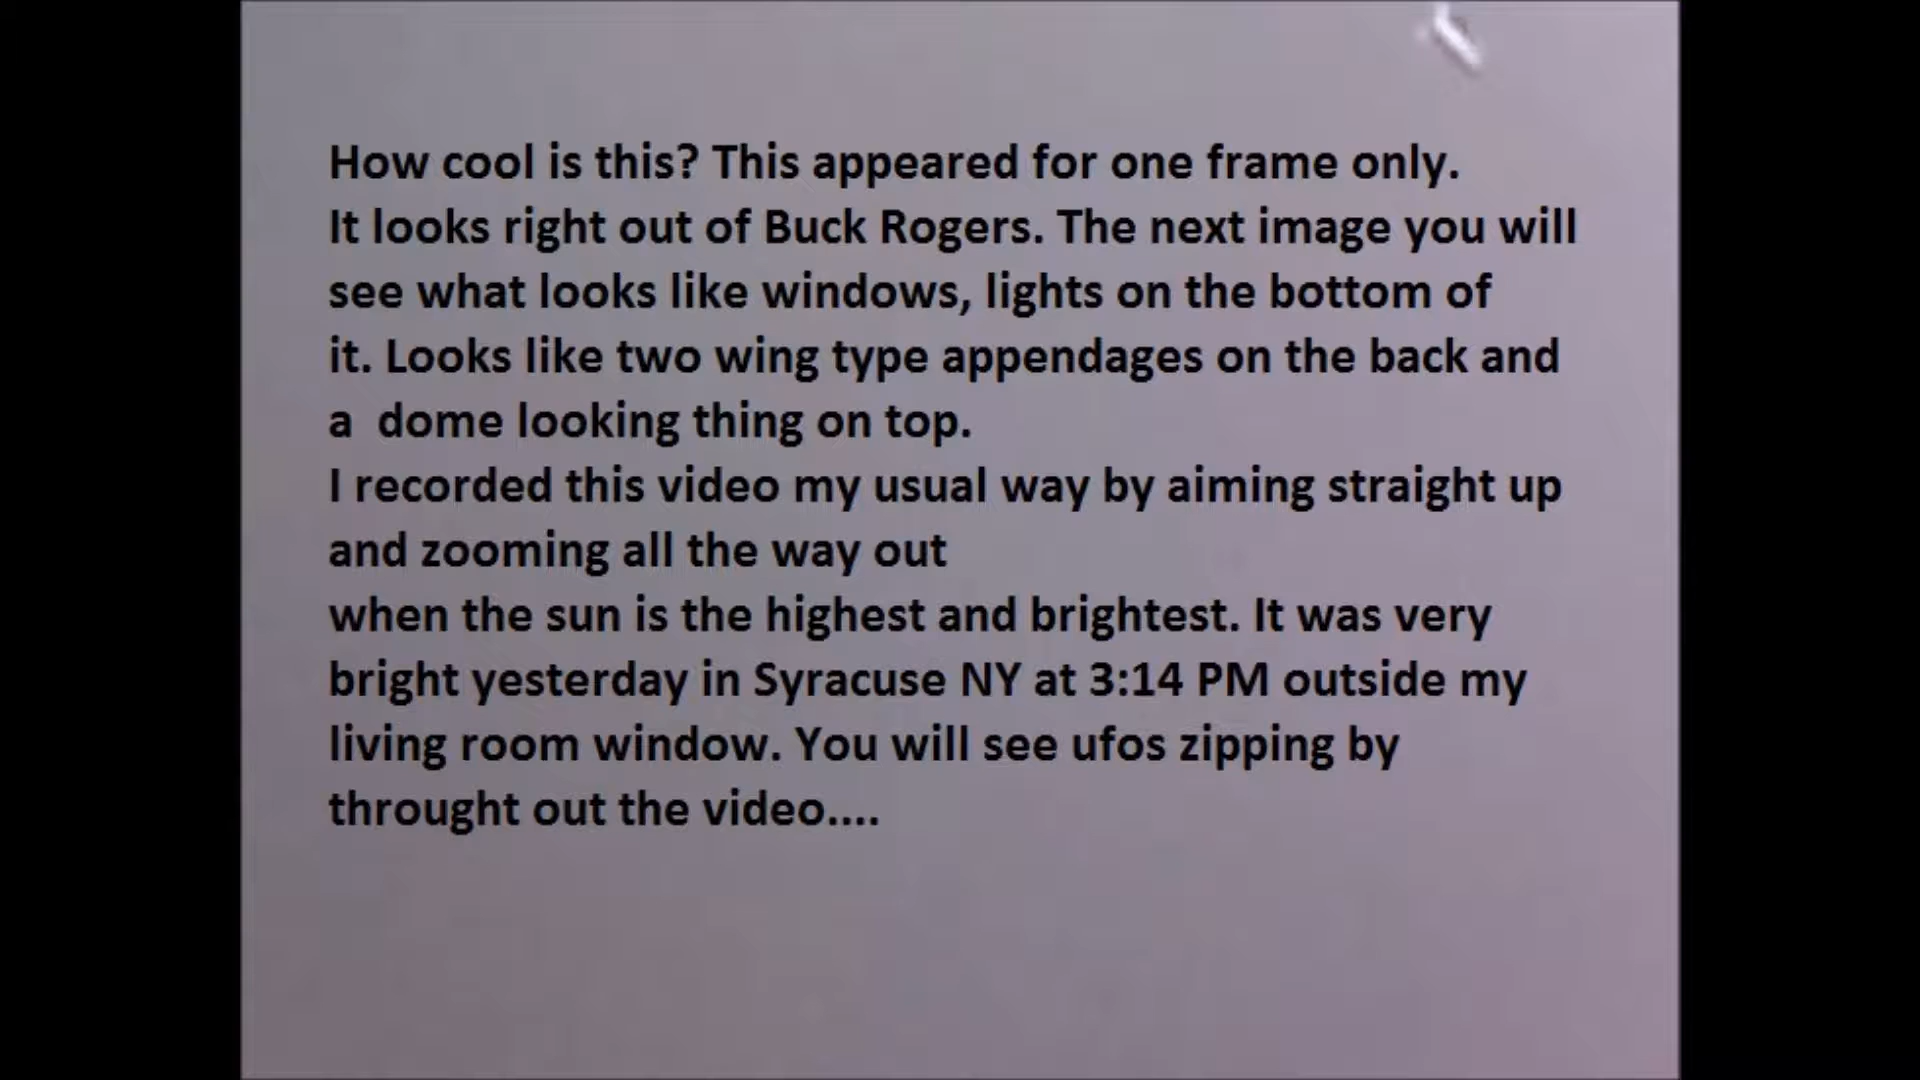 How cool is this? This appeared for one frame only.
It looks right out of Buck Rogers. The next image you will
see what looks like windows, lights on the bottom of
it. Looks like two wing type appendages on the back and
a  dome looking thing on top.
I recorded this video my usual way by aiming straight up
and zooming all the way out
when the sun is the highest and brightest. It was very
bright yesterday in Syracuse NY at 3:14 PM outside my
living room window. You will see ufos zipping by
throught out the video....